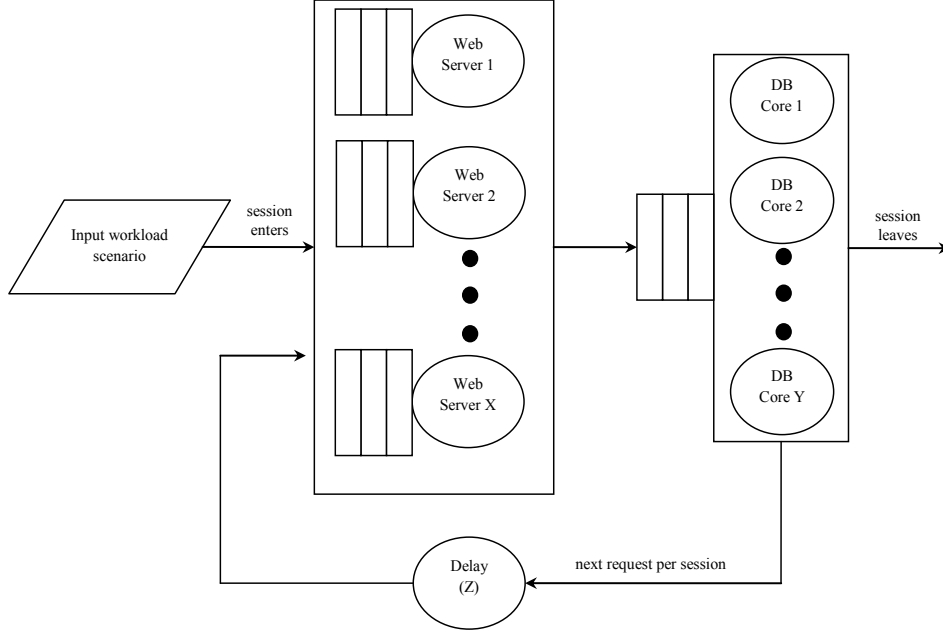 Web
Server 1
Web
Server 2
Web
Server X
DB
Core 1
DB
Core 2
DB
Core Y
Input workload
scenario
session
enters
session
leaves
next request per session
Delay
(Z)